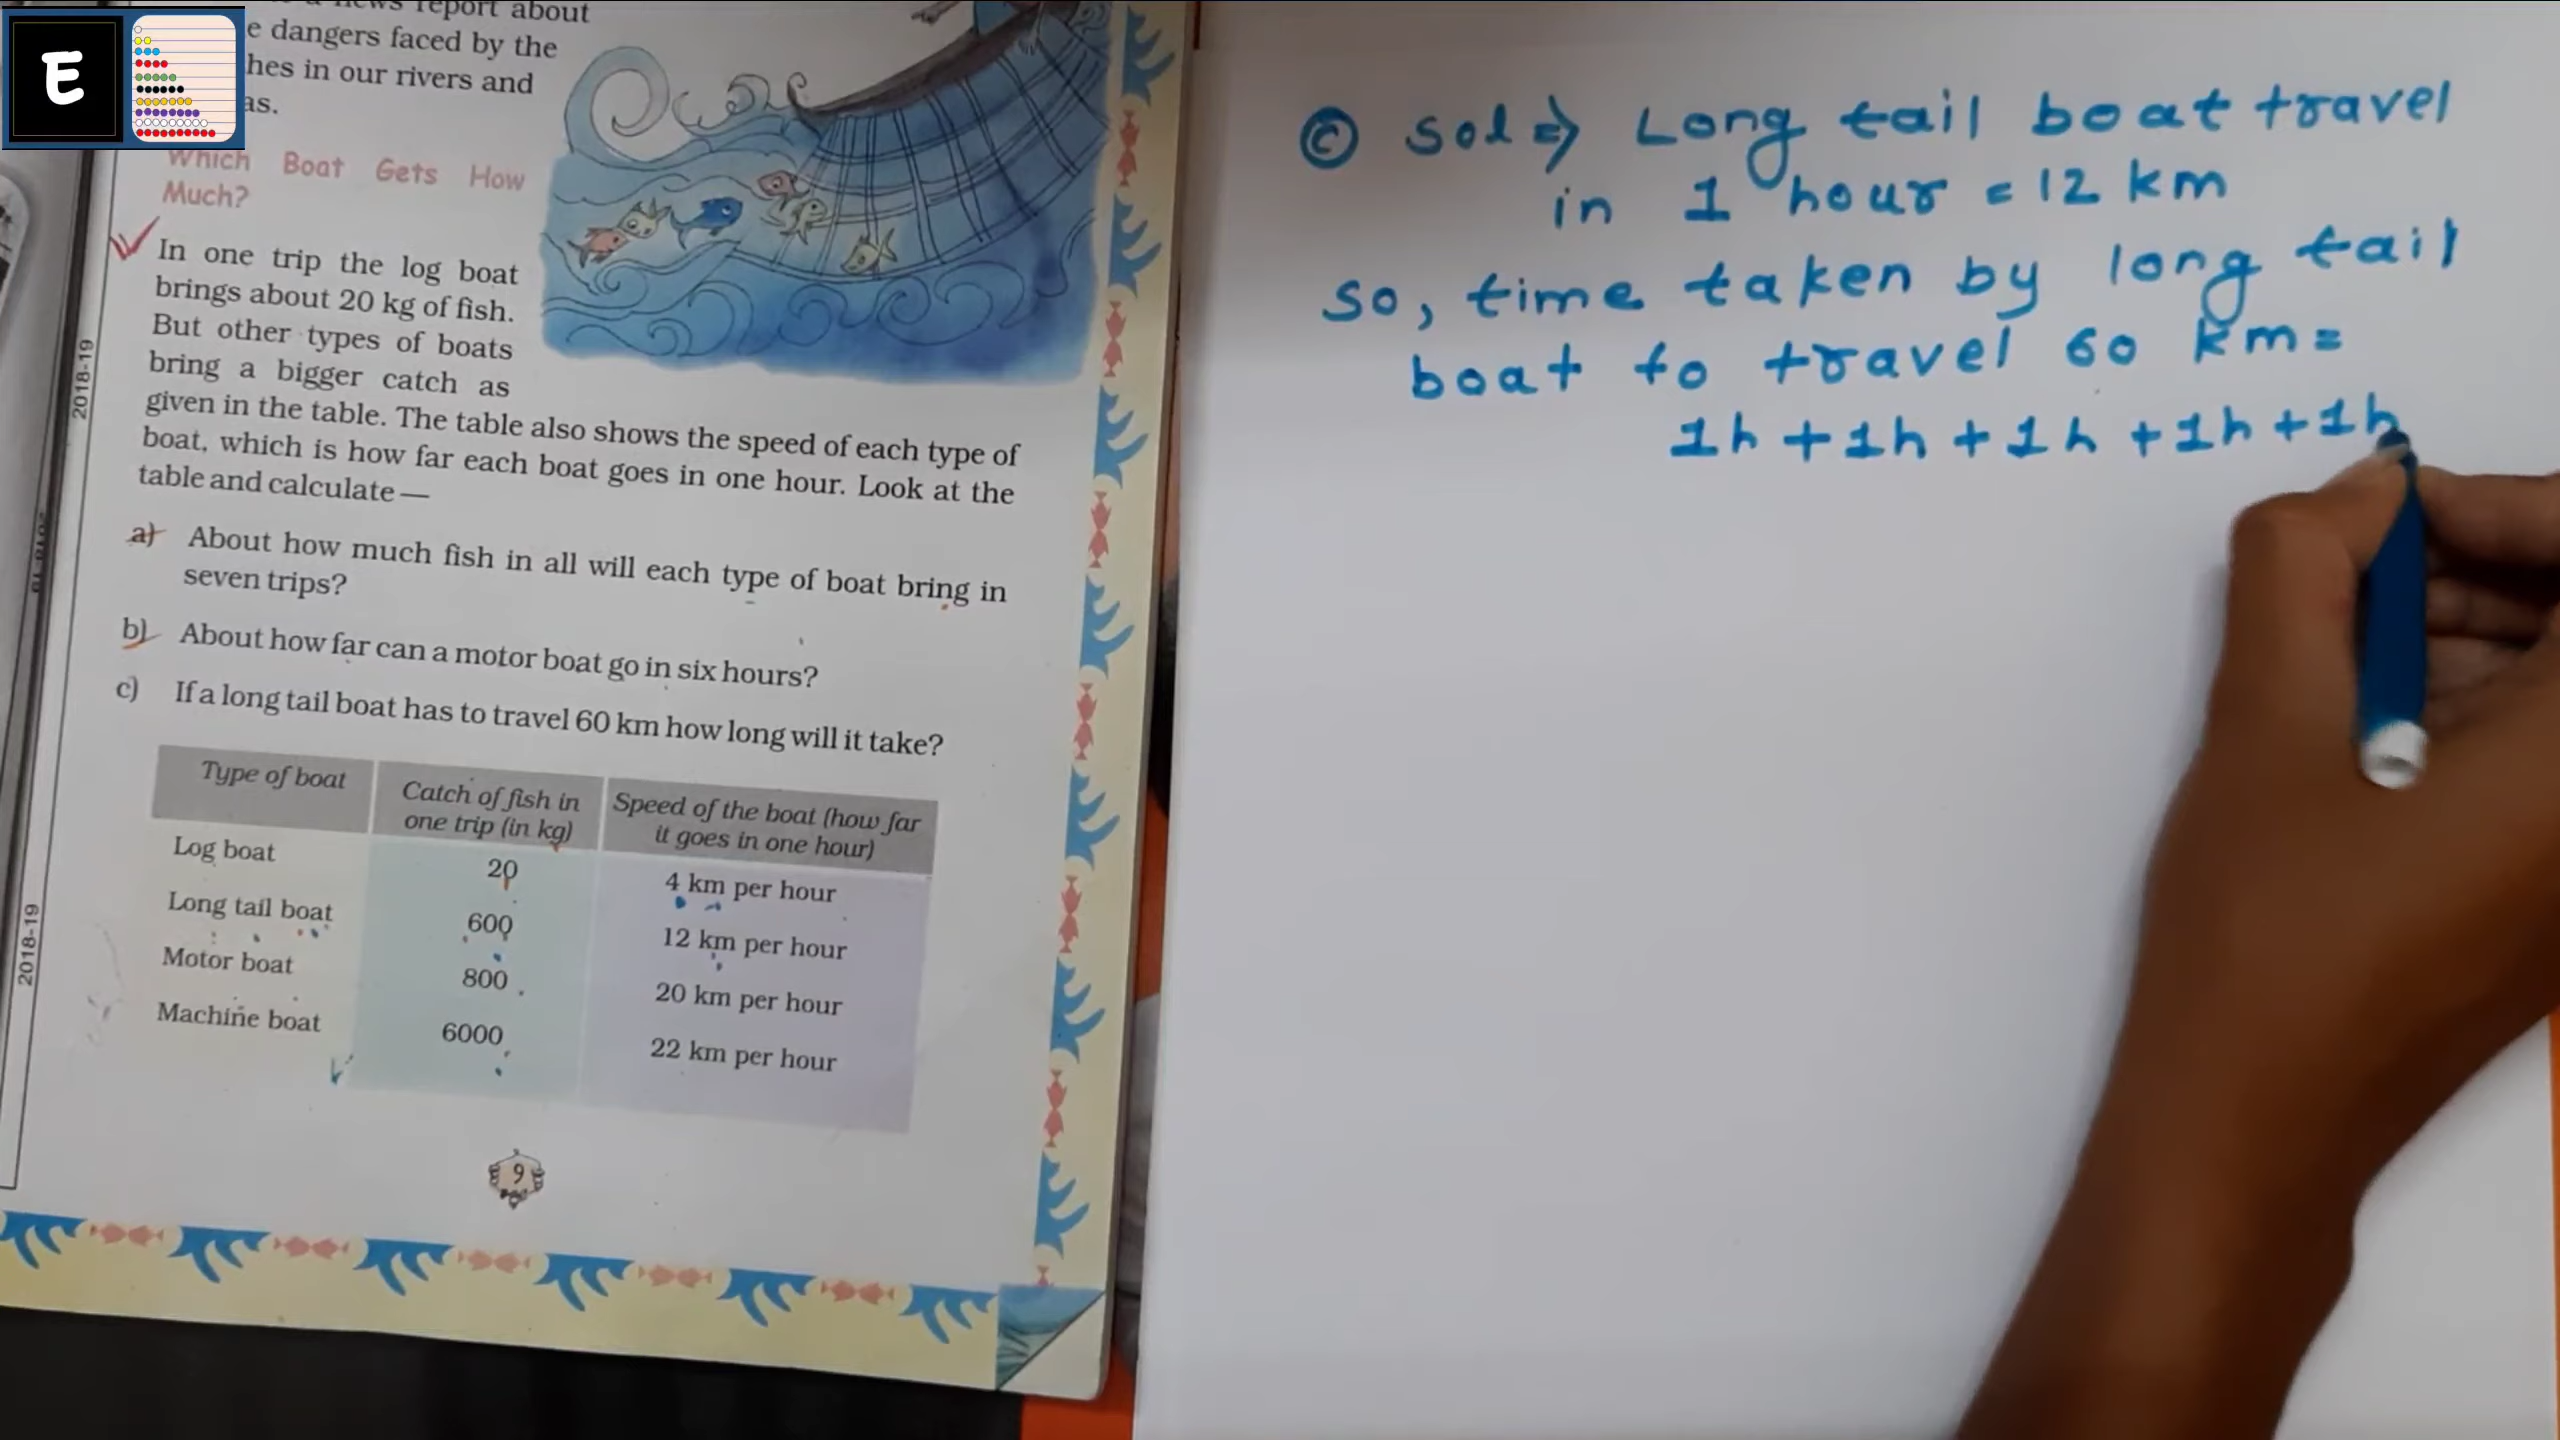 E
news report about
e dangers faced by the
hes in our rivers and
as.
Which Boat Gets How
Much?
In one trip the log boat
brings about 20 kg of fish.
But other types of boats
bring a bigger catch as
given in the table. The table also shows the speed of each type of
boat, which is how far each boat goes in one hour. Look at the
table and calculate —
a) About how much fish in all will each type of boat bring in
seven trips?
b) About how far can a motor boat go in six hours?
c) If a long tail boat has to travel 60 km how long will it take?
Type of boat Catch of fish in one trip (in kg) Speed of the boat (how far it goes in one hour)
Log boat 20 4 km per hour
Long tail boat 600 12 km per hour
Motor boat 800 20 km per hour
Machine boat 6000 22 km per hour
9
2018-19
2018-19
© Sol ⇒ Long tail boat travel
in 1 hour = 12 km
So, time taken by long tail
boat to travel 60 km =
1h + 1h + 1h + 1h + 1h